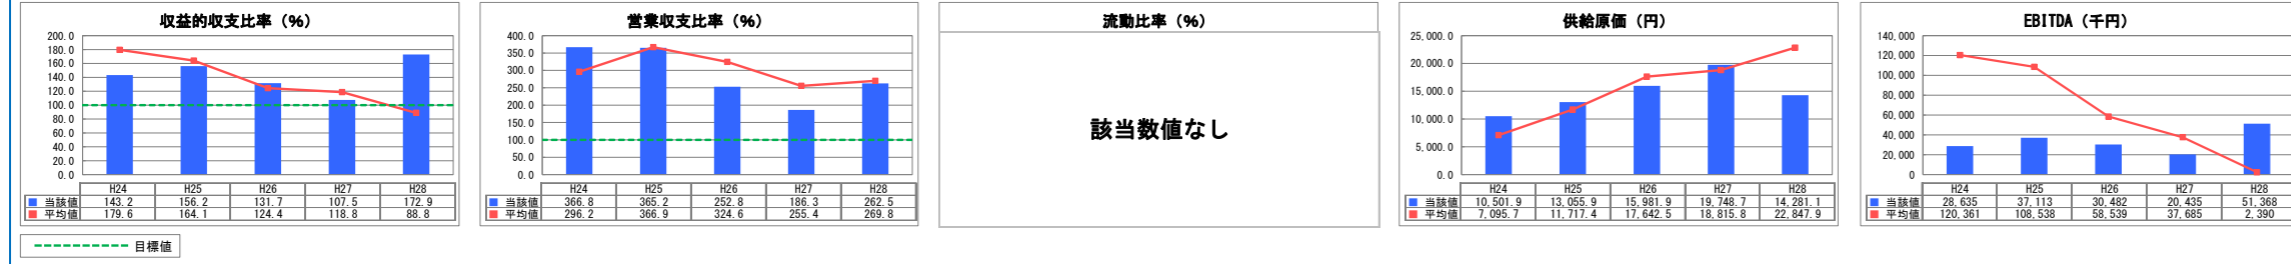 収益的収支比率（％）
200.0
180.0
160.0
140.0
120.0
100.0
80.0
60.0
40.0
20.0
0.0
H24 H25 H26 H27 H28
当該値 143.2 156.2 131.7 107.5 172.9
平均値 179.6 164.1 124.4 118.8 88.8
営業収支比率（％）
400.0
350.0
300.0
250.0
200.0
150.0
100.0
50.0
0.0
H24 H25 H26 H27 H28
当該値 366.8 365.2 252.8 186.3 262.5
平均値 296.2 366.9 324.6 255.4 269.8
流動比率（％）
該当数値なし
供給原価（円）
25,000.0
20,000.0
15,000.0
10,000.0
5,000.0
0.0
H24 H25 H26 H27 H28
当該値 10,501.9 13,055.9 15,981.9 19,748.7 14,281.1
平均値 7,095.7 11,717.4 17,642.5 18,815.8 22,847.9
EBITDA（千円）
140,000
120,000
100,000
80,000
60,000
40,000
20,000
0
H24 H25 H26 H27 H28
当該値 28,635 37,113 30,482 20,435 51,368
平均値 120,361 108,538 58,539 37,685 2,390
目標値